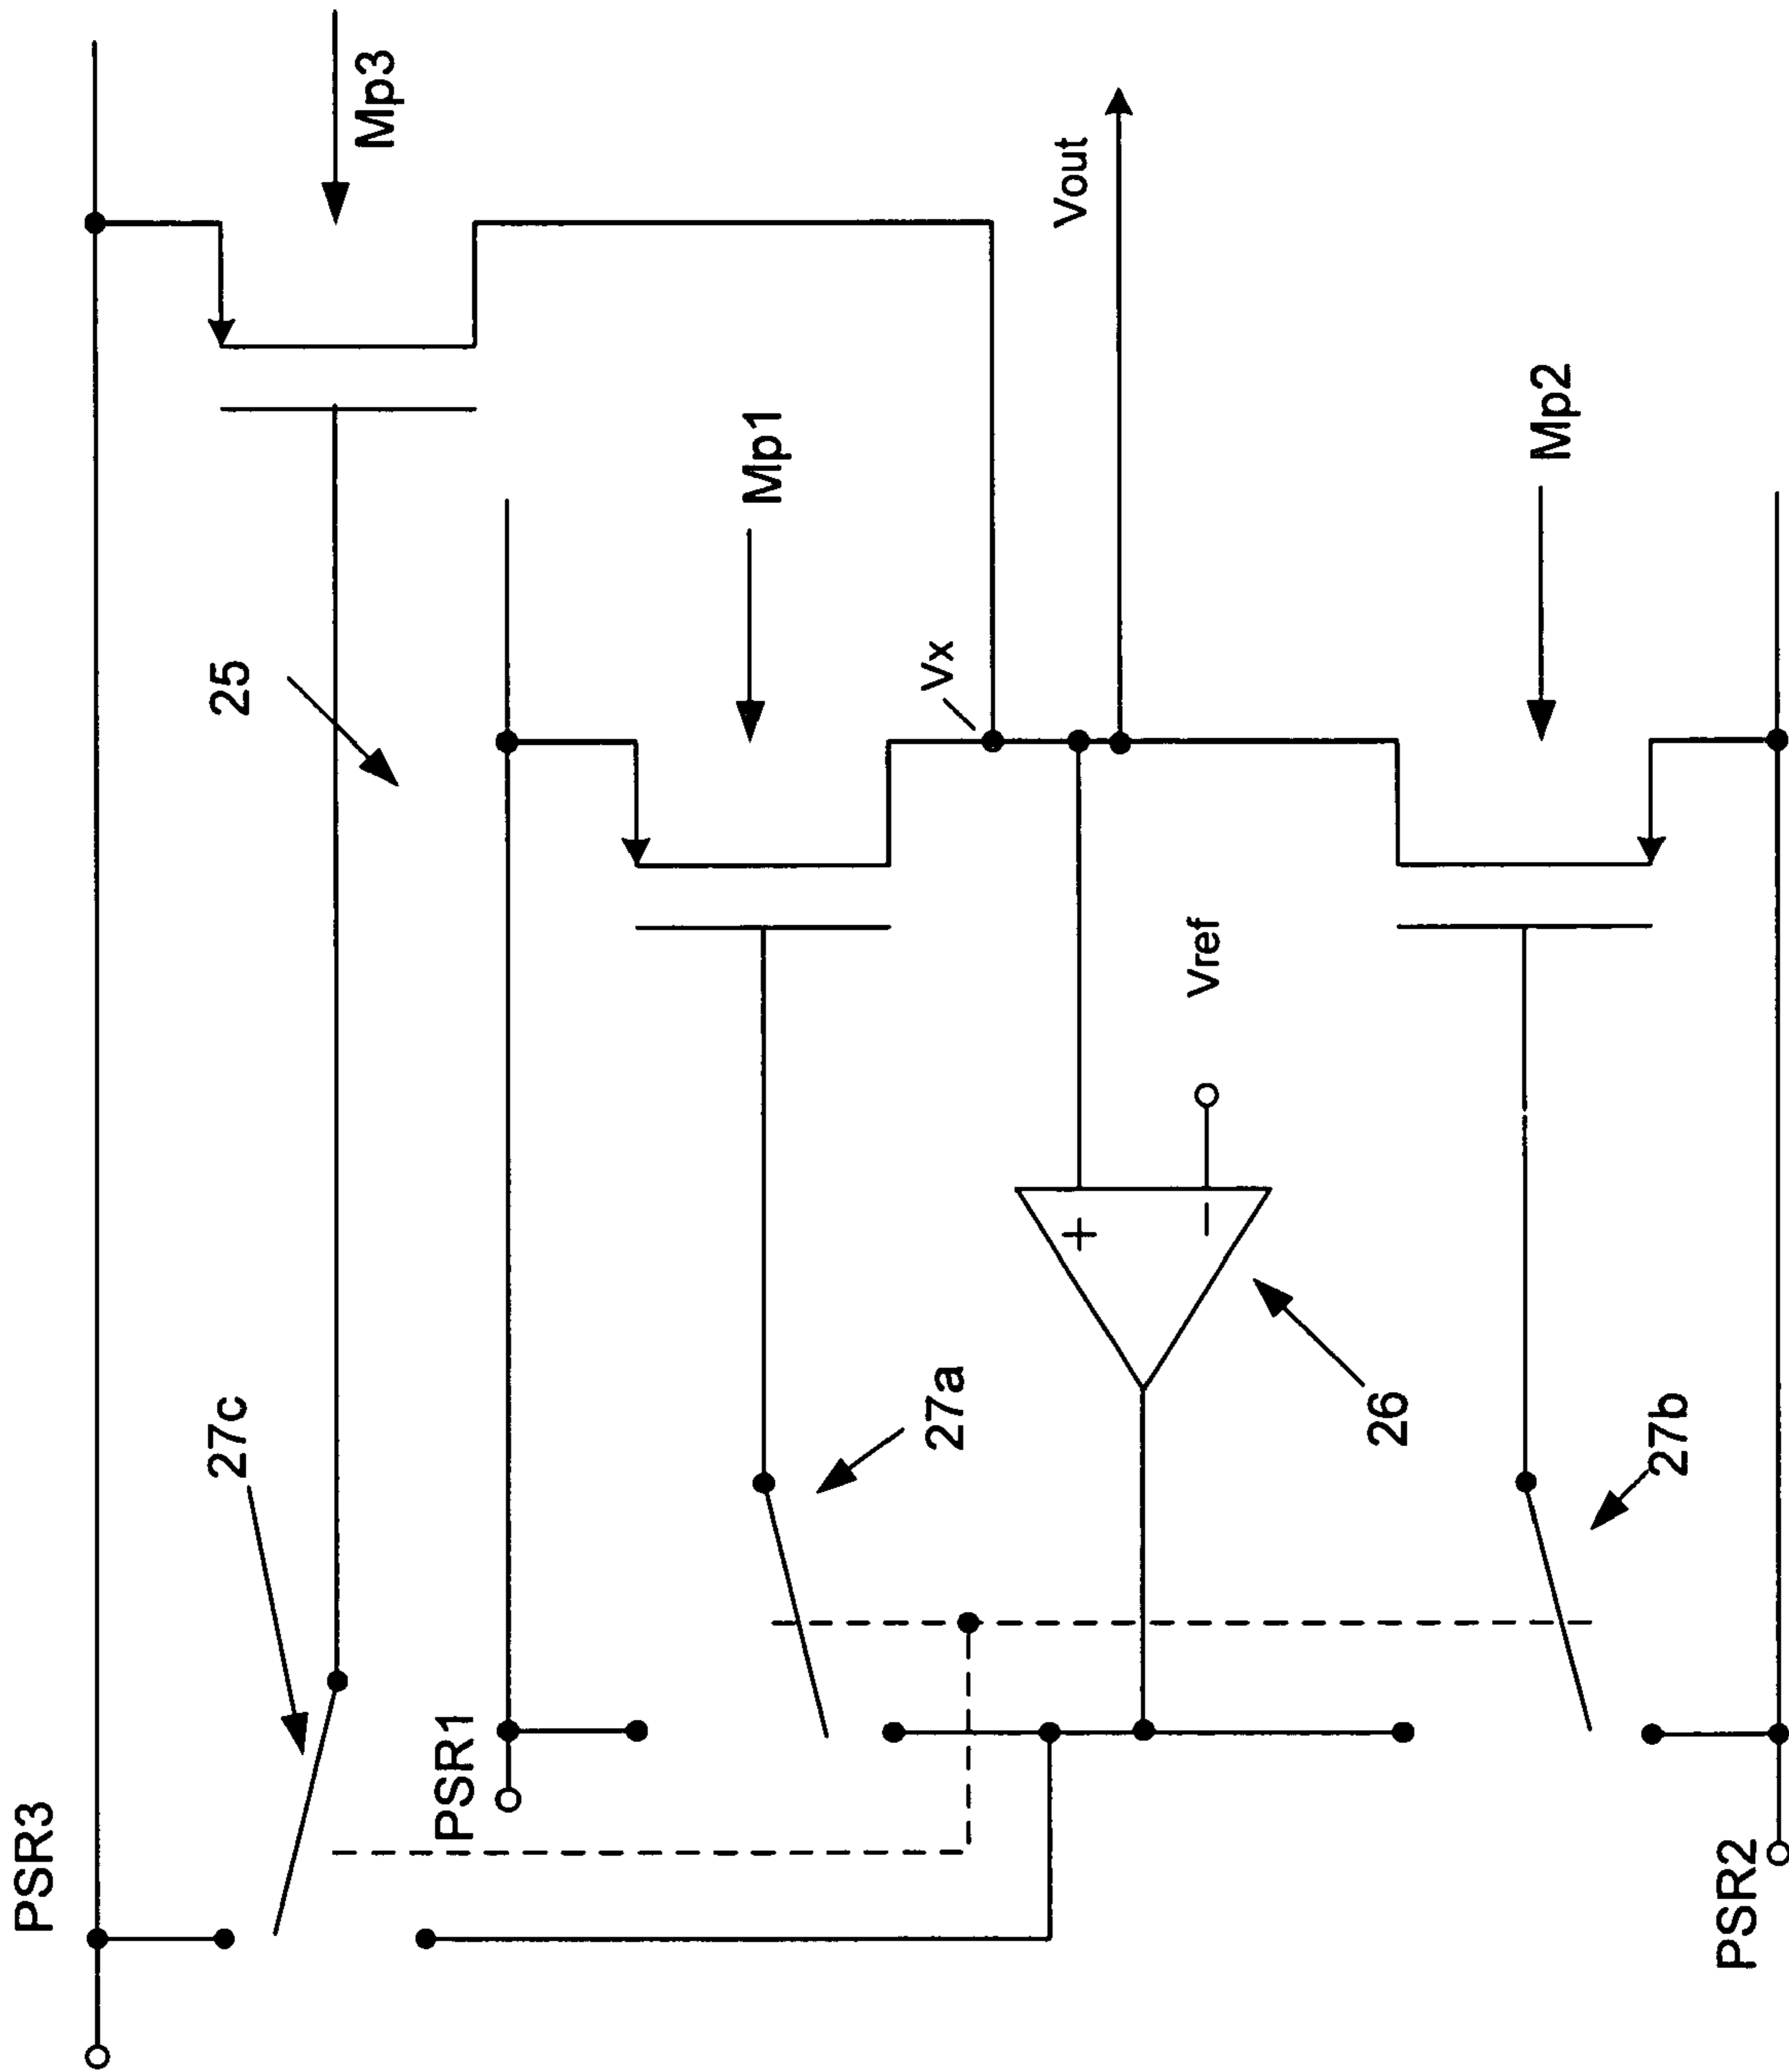 PSR3
27c
25
Mp3
PSR1
Mp1
27a
Vx
Vout
+
−
Vref
26
27b
Mp2
PSR2